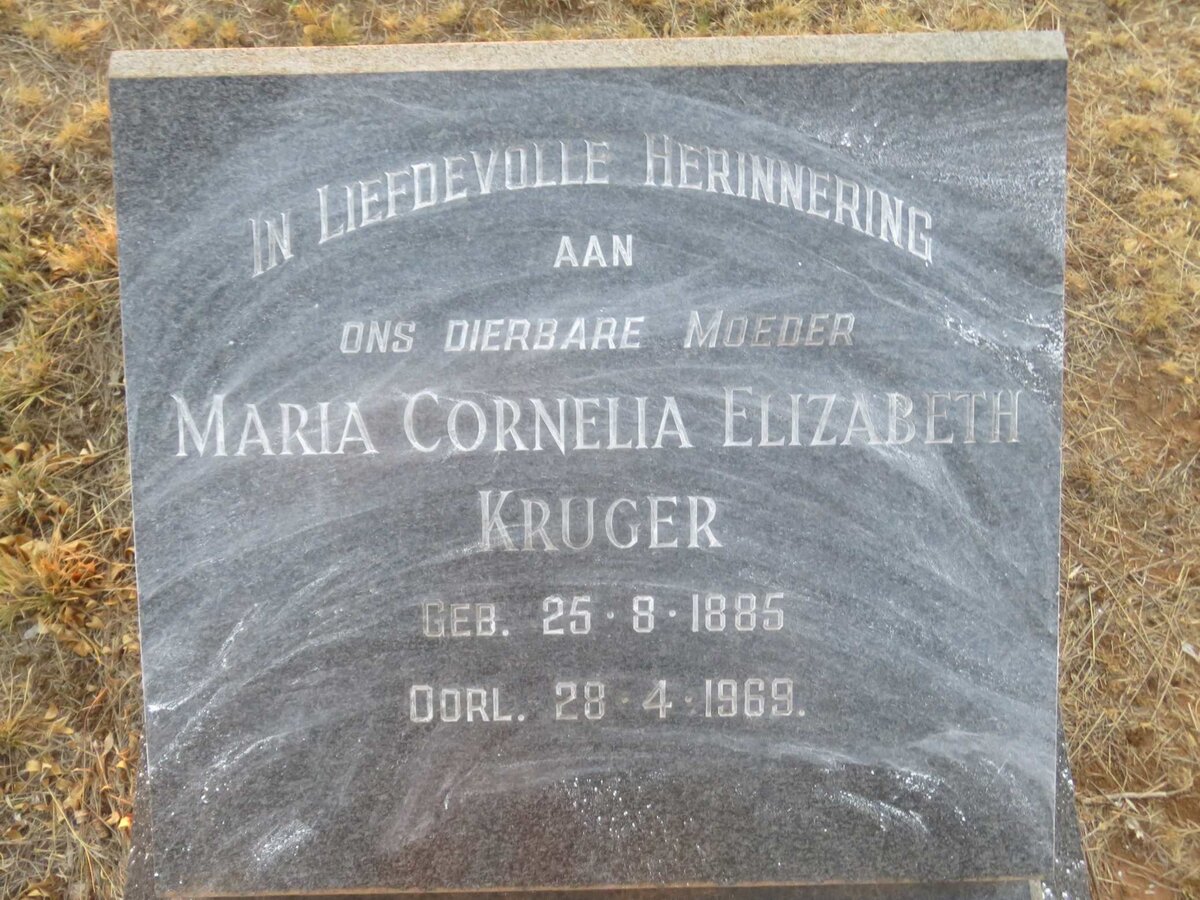 IN LIEFDEVOLLE HERINNERING
AAN
ONS DIERBARE MOEDER
MARIA CORNELIA ELIZABETH
KRUGER
GEB. 25·8·1885
OORL. 28·4·1969.